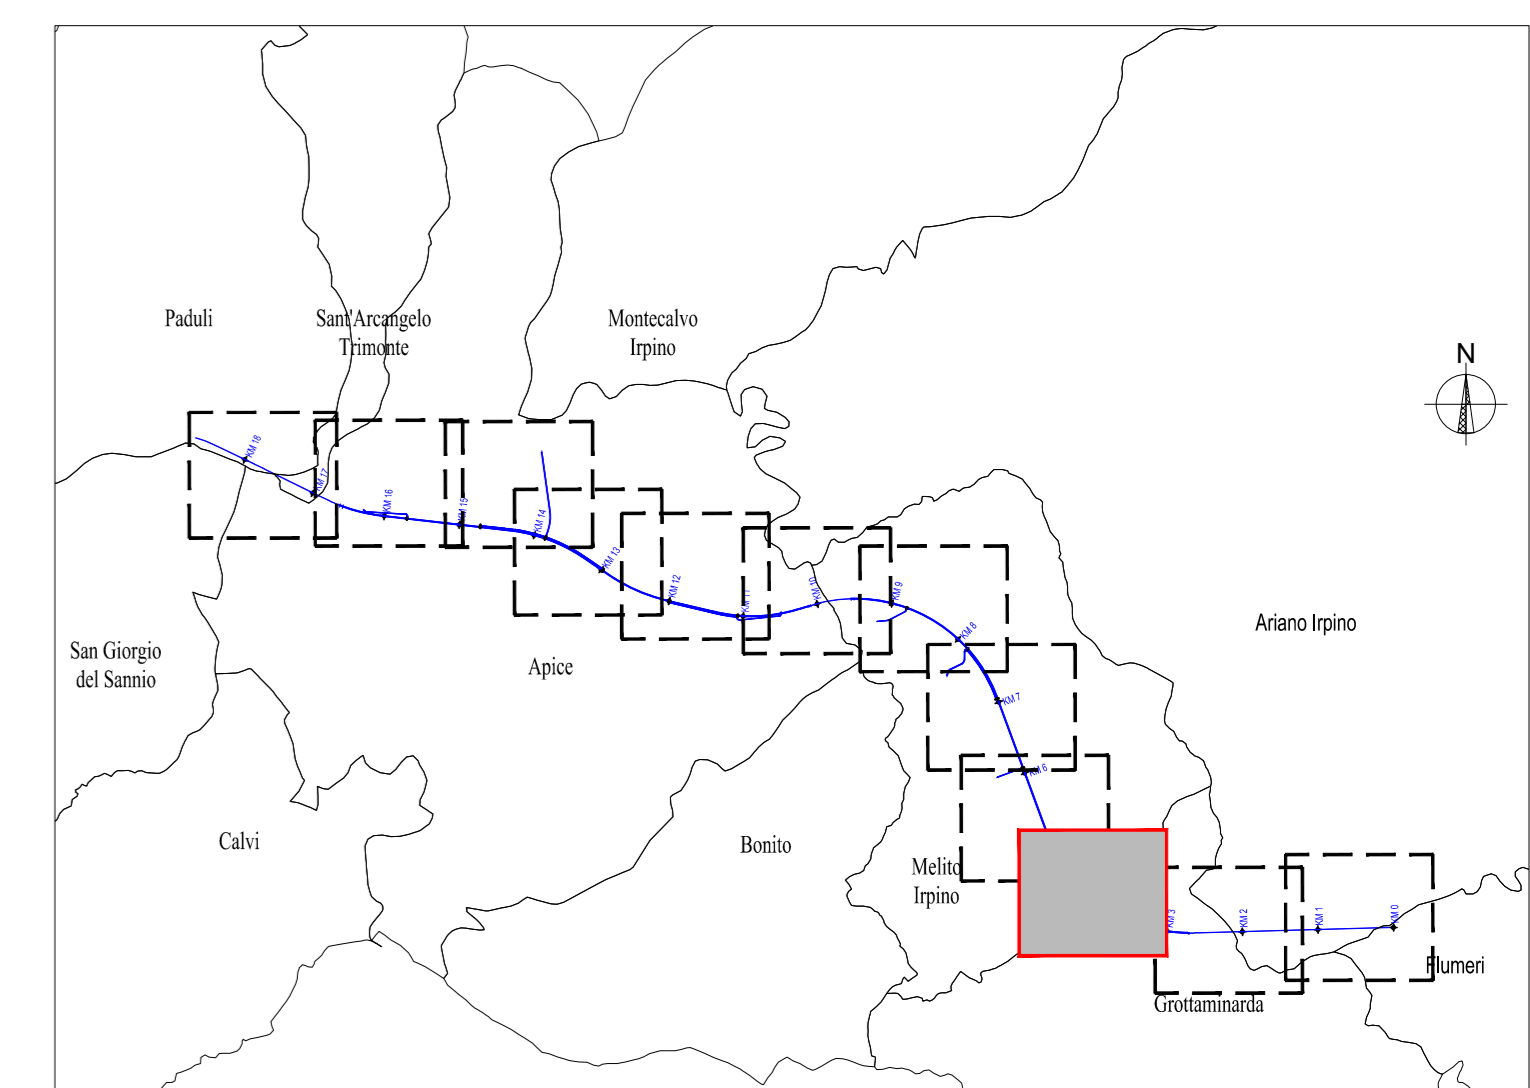 Paduli
Sant'Arcangelo
Trimonte
Montecalvo
Irpino
N
KM 18
KM 17
KM 16
KM 15
KM 14
KM 13
KM 12
KM 11
KM 10
KM 9
KM 8
KM 7
KM 6
KM 3
KM 2
KM 1
KM 0
Ariano Irpino
San Giorgio
del Sannio
Apice
Calvi
Bonito
Melito
Irpino
Flumeri
Grottaminarda